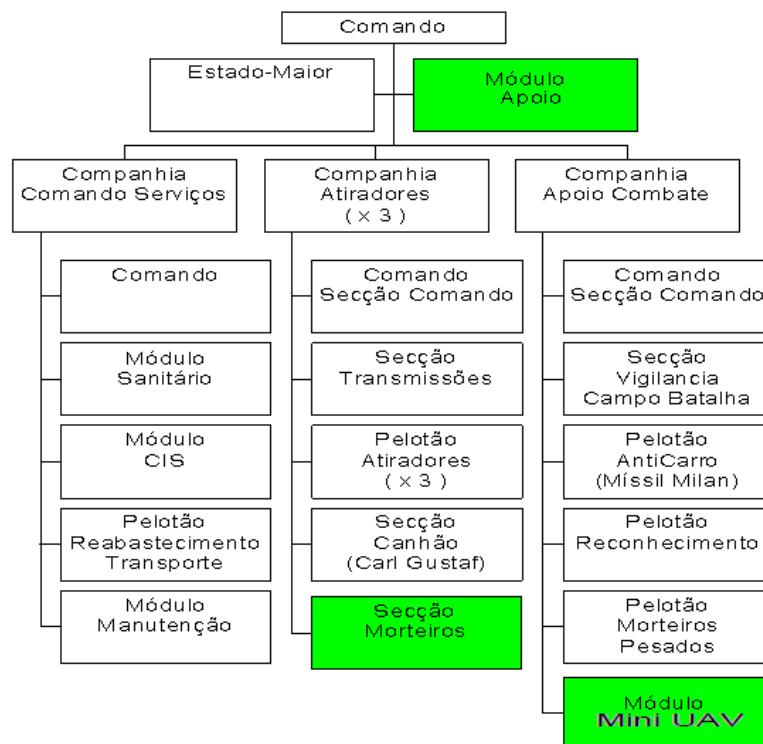 Comando
Estado-Maior
Módulo
Apoio
Companhia
Comando Serviços
Companhia
Atiradores
( x 3 )
Companhia
Apoio Combate
Comando
Módulo
Sanitário
Módulo
CIS
Pelotão
Reabastecimento
Transporte
Módulo
Manutenção
Comando
Secção Comando
Secção
Transmissões
Pelotão
Atiradores
( x 3 )
Secção
Canhão
(Carl Gustaf)
Secção
Morteiros
Comando
Secção Comando
Secção
Vigilancia
Campo Batalha
Pelotão
AntiCarro
(Míssil Milan)
Pelotão
Reconhecimento
Pelotão
Morteiros
Pesados
Módulo
Mini UAV